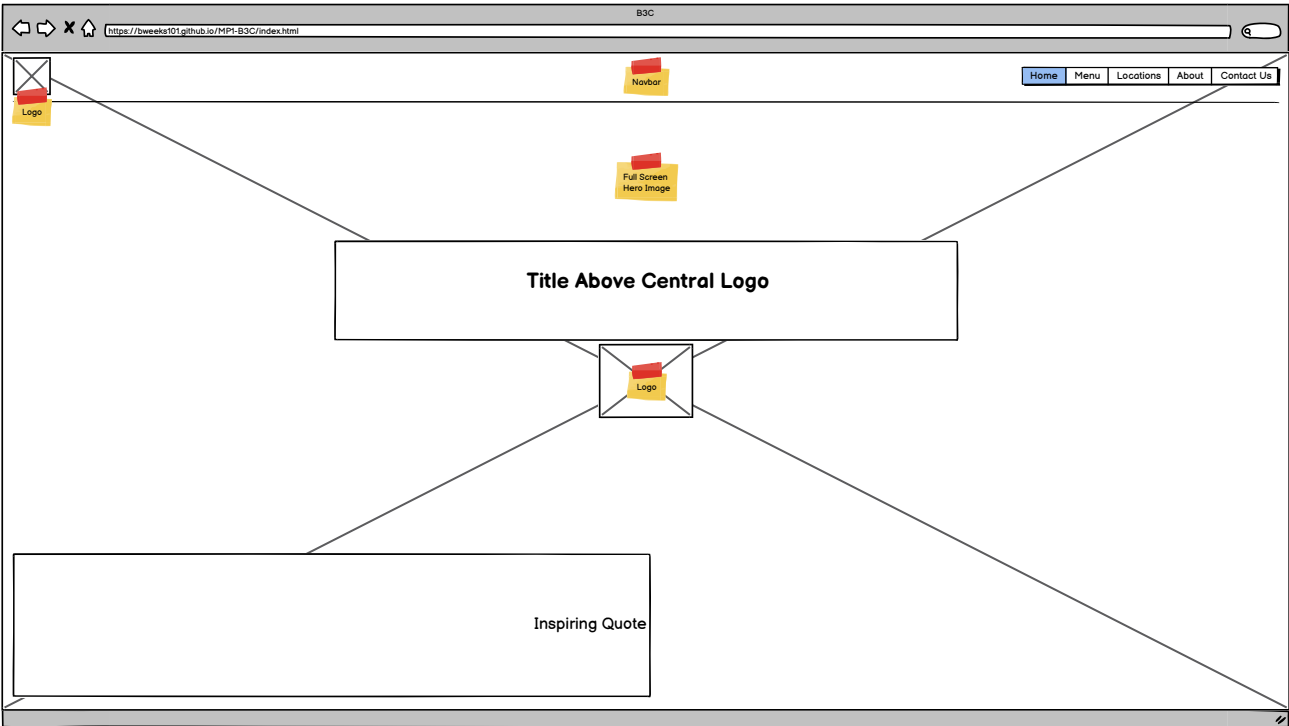 B3C
https://bweeks101.github.io/MP1-B3C/index.html
Navbar
Home Menu Locations About Contact Us
Logo
Full Screen
Hero Image
Title Above Central Logo
Logo
Inspiring Quote